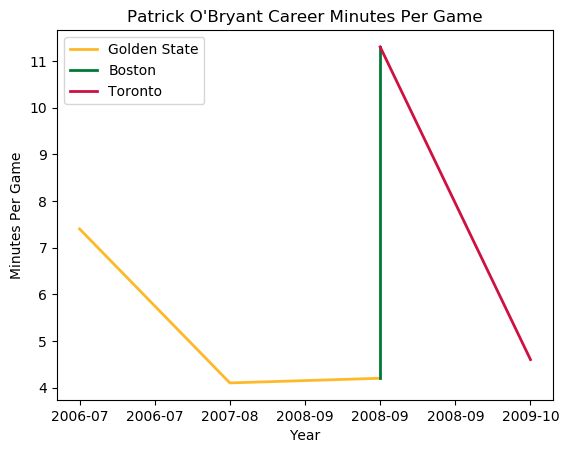 Patrick O'Bryant Career Minutes Per Game
Golden State
Boston
Toronto
Minutes Per Game
11
10
9
8
7
6
5
4
2006-07 2006-07 2007-08 2008-09 2008-09 2008-09 2009-10
Year